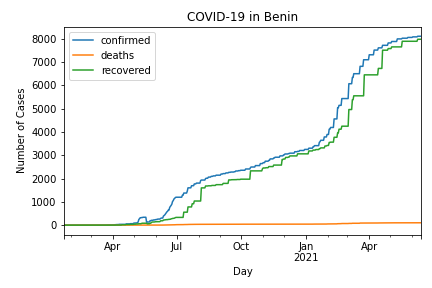 COVID-19 in Benin
confirmed
deaths
recovered
Number of Cases
8000
7000
6000
5000
4000
3000
2000
1000
0
Apr
Jul
Oct
Jan
2021
Apr
Day